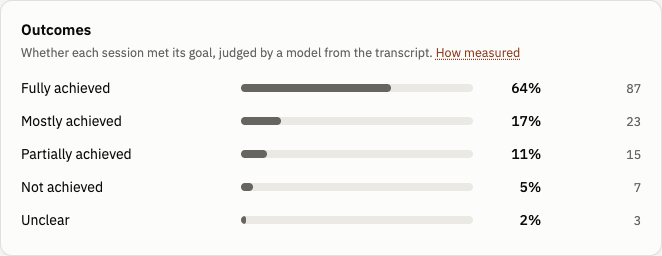 Outcomes
Whether each session met its goal, judged by a model from the transcript. How measured
Fully achieved 64% 87
Mostly achieved 17% 23
Partially achieved 11% 15
Not achieved 5% 7
Unclear 2% 3